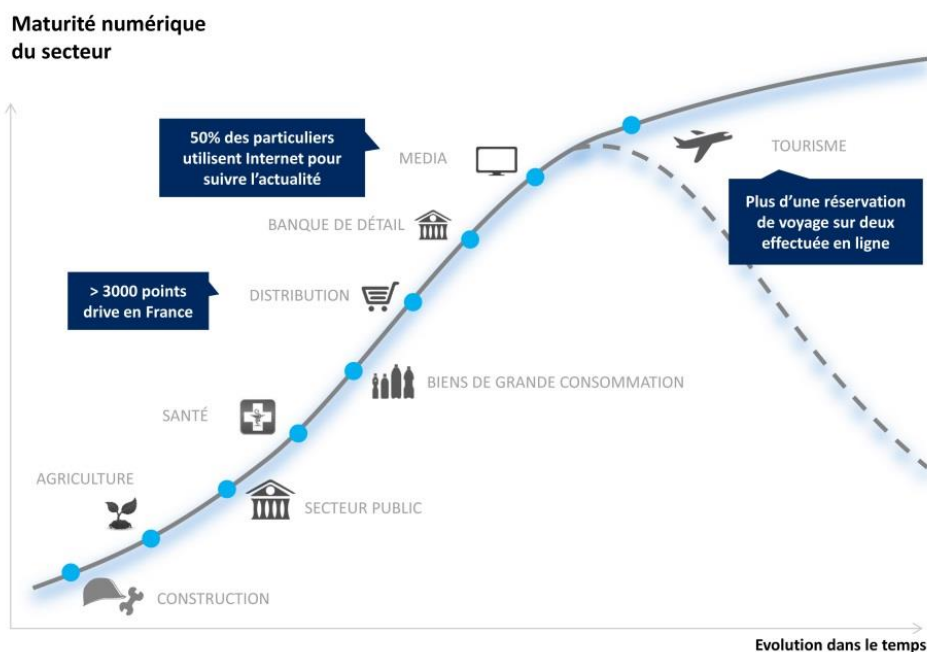 Maturité numérique
du secteur
50% des particuliers
utilisent Internet pour
suivre l’actualité
MEDIA
TOURISME
Plus d’une réservation
de voyage sur deux
effectuée en ligne
BANQUE DE DÉTAIL
> 3000 points
drive en France
DISTRIBUTION
BIENS DE GRANDE CONSOMMATION
SANTÉ
AGRICULTURE
SECTEUR PUBLIC
CONSTRUCTION
Evolution dans le temps